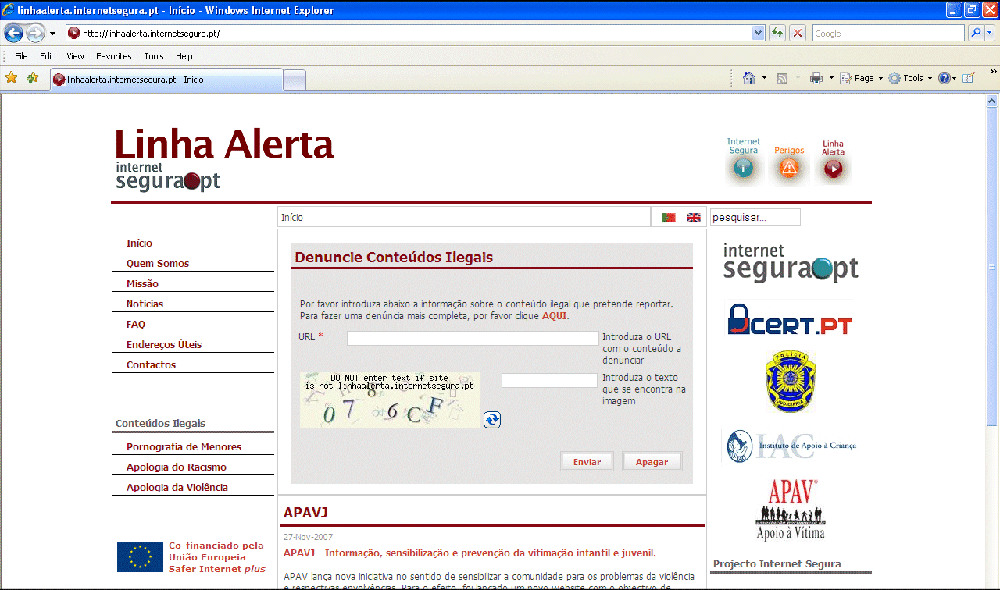 linhaalerta.internetsegura.pt - Início - Windows Internet Explorer
http://linhaalerta.internetsegura.pt/
Google
File Edit View Favorites Tools Help
linhaalerta.internetsegura.pt - Início
Page Tools
Linha Alerta
internet
segura pt
Internet
Segura
Perigos
Linha
Alerta
Início
pesquisar...
Início
Quem Somos
Missão
Notícias
FAQ
Endereços Úteis
Contactos
Conteúdos Ilegais
Pornografia de Menores
Apologia do Racismo
Apologia da Violência
Co-financiado pela
União Europeia
Safer Internet plus
Denuncie Conteúdos Ilegais
Por favor introduza abaixo a informação sobre o conteúdo ilegal que pretende reportar.
Para fazer uma denúncia mais completa, por favor clique AQUI.
URL *
Introduza o URL
com o conteúdo a
denunciar
DO NOT enter text if site
is not linhaalerta.internetsegura.pt
0 7 8 6 C F
Introduza o texto
que se encontra na
imagem
Enviar Apagar
APAVJ
27-Nov-2007
APAVJ - Informação, sensibilização e prevenção da vitimação infantil e juvenil.
APAV lança nova iniciativa no sentido de sensibilizar a comunidade para os problemas da violência
e respectivas envolvências. Para o efeito, foi lançado um novo website com o objectivo de
internet
segura pt
CERT.PT
POLÍCIA
JUDICIÁRIA
IAC Instituto de Apoio à Criança
IAC
APAV®
associação portuguesa de
Apoio à Vítima
Projecto Internet Segura